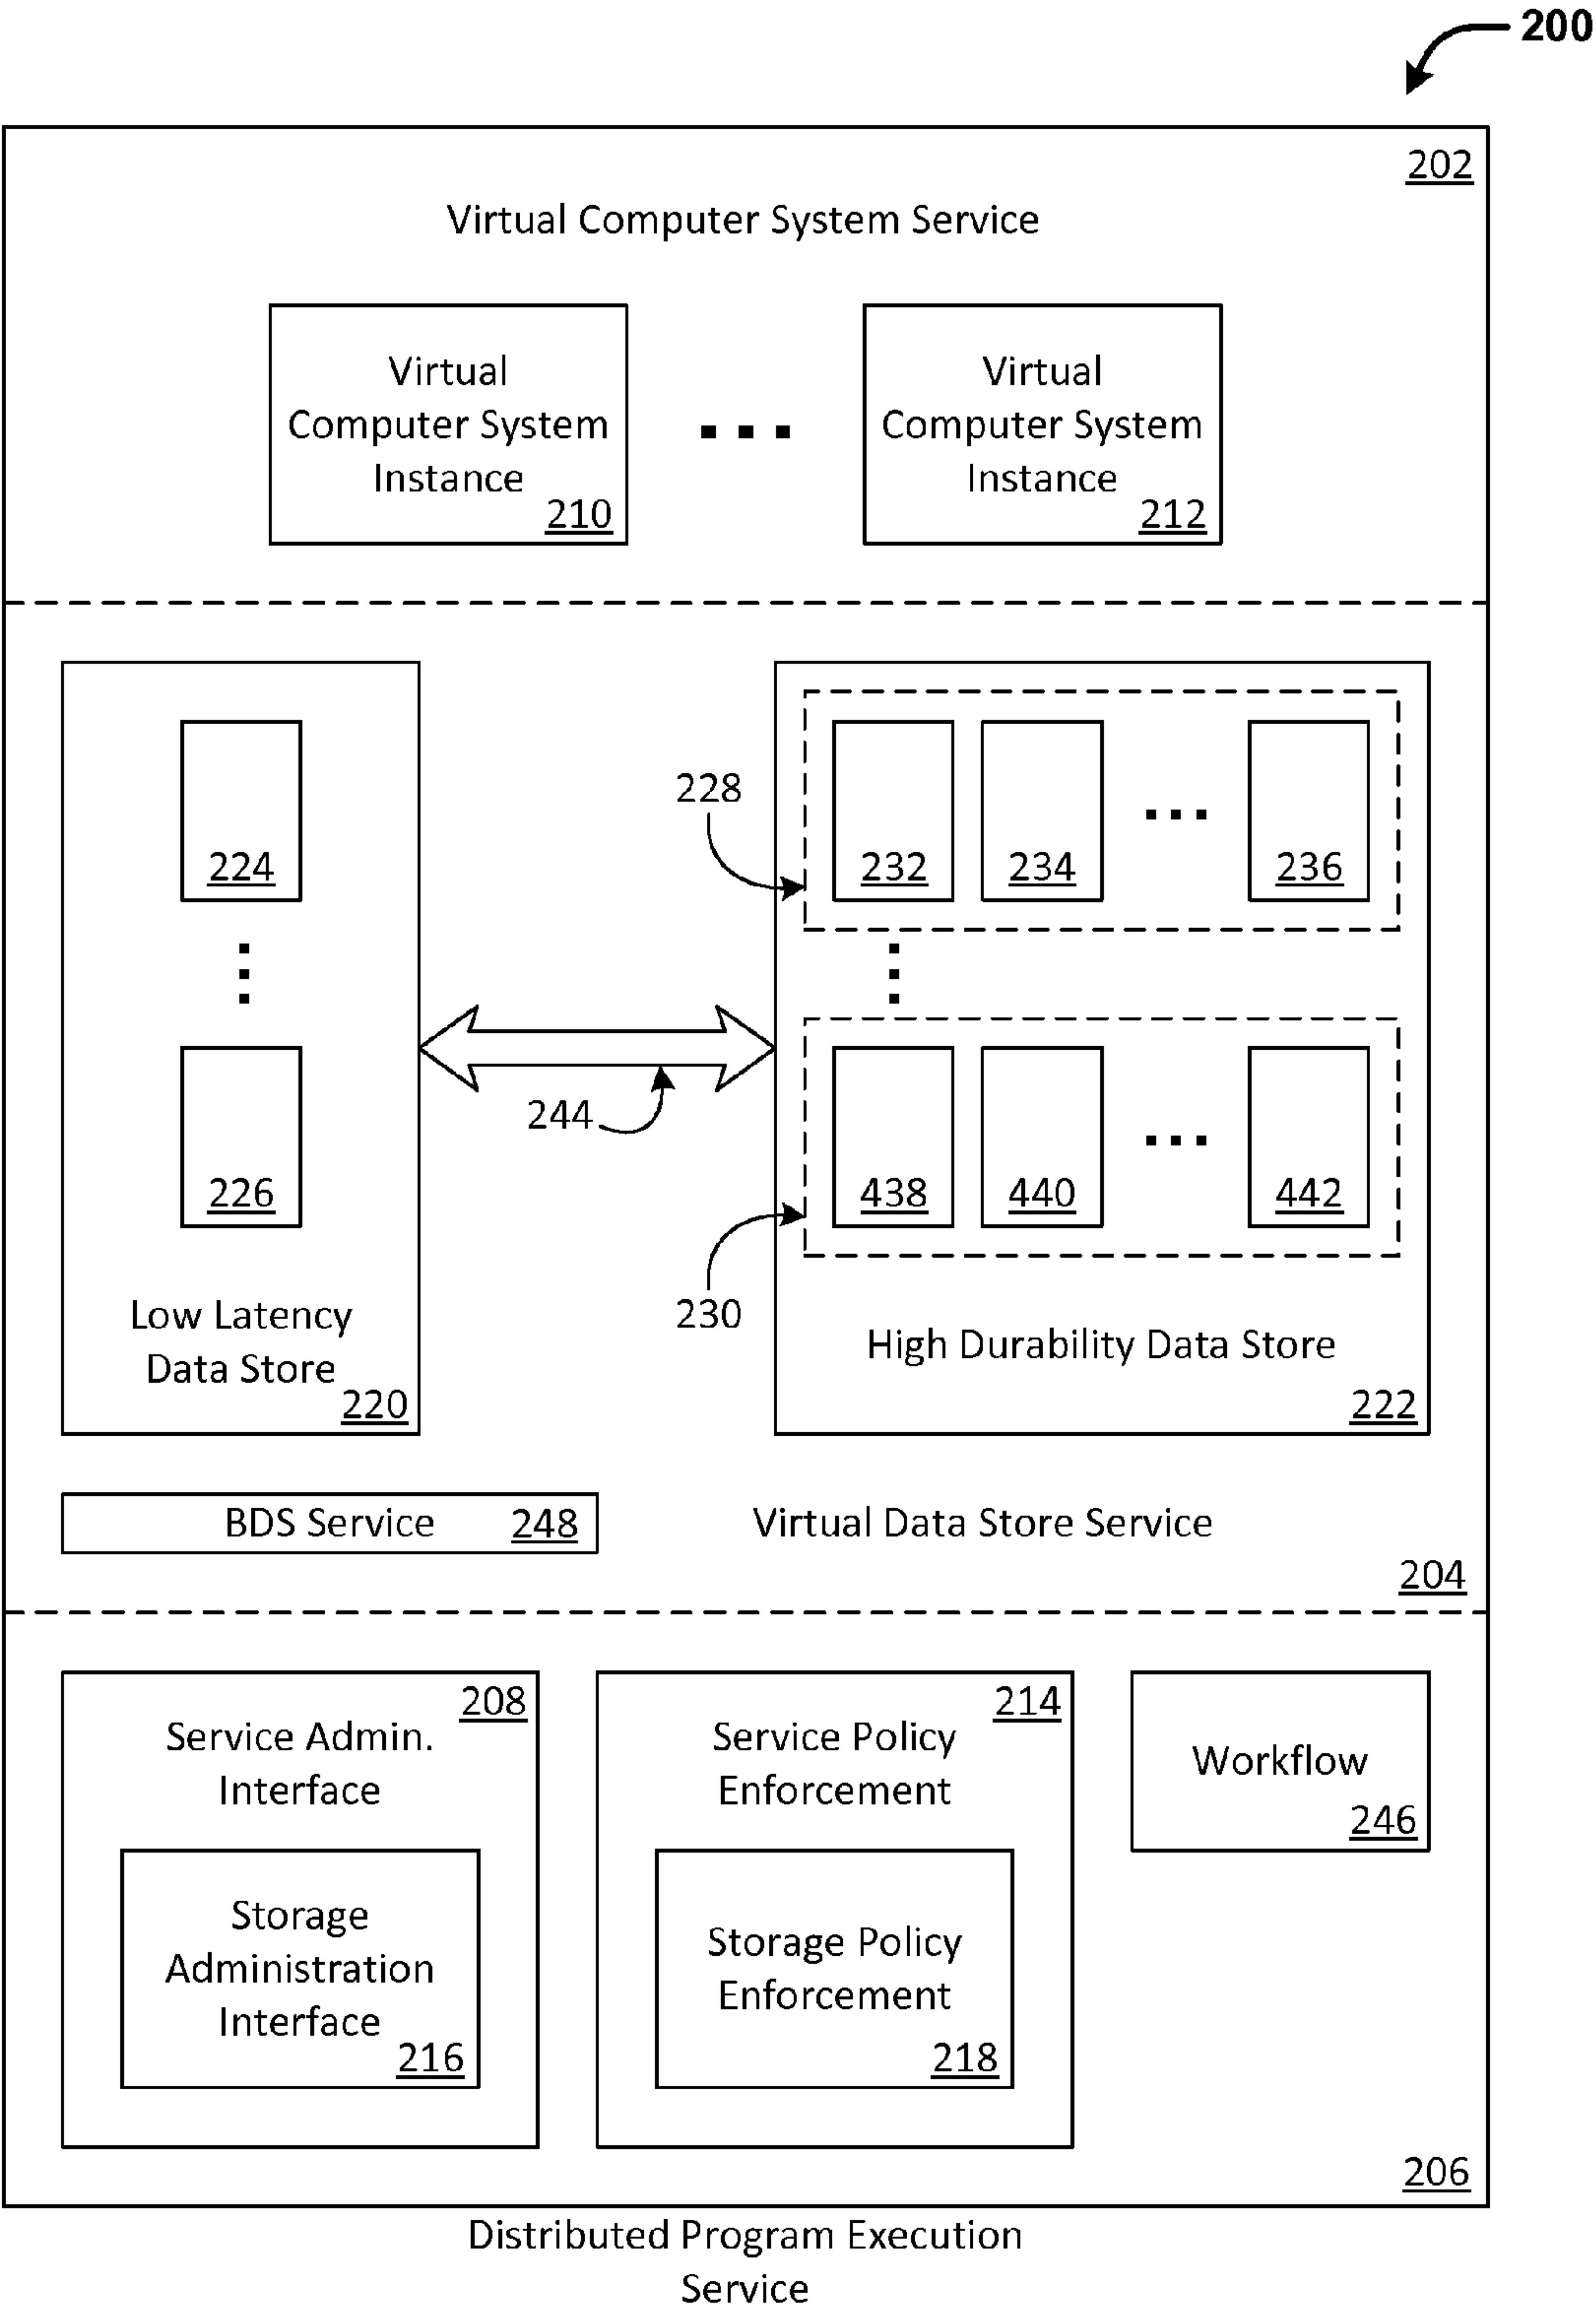 200
202
Virtual Computer System Service
Virtual
Computer System
Instance
210
Virtual
Computer System
Instance
212
224
226
Low Latency
Data Store
220
244
228
232
234
236
438
440
442
230
High Durability Data Store
222
BDS Service 248
Virtual Data Store Service
204
208
Service Admin.
Interface
Storage
Administration
Interface
216
214
Service Policy
Enforcement
Storage Policy
Enforcement
218
Workflow
246
206
Distributed Program Execution
Service